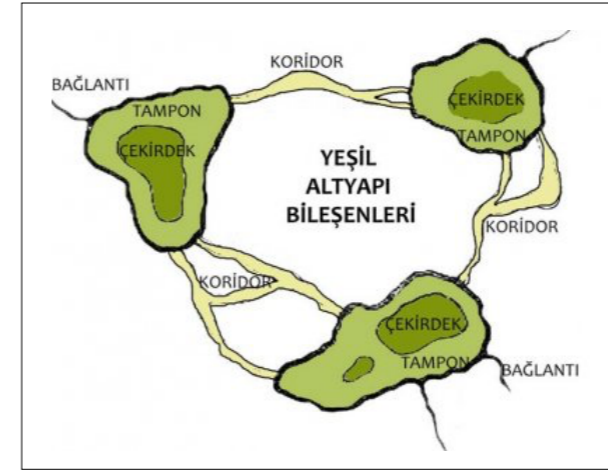 KORİDOR
BAĞLANTI
TAMPON
ÇEKİRDEK
ÇEKİRDEK
TAMPON
YEŞİL
ALTYAPI
BİLEŞENLERİ
KORİDOR
KORİDOR
ÇEKİRDEK
TAMPON
BAĞLANTI